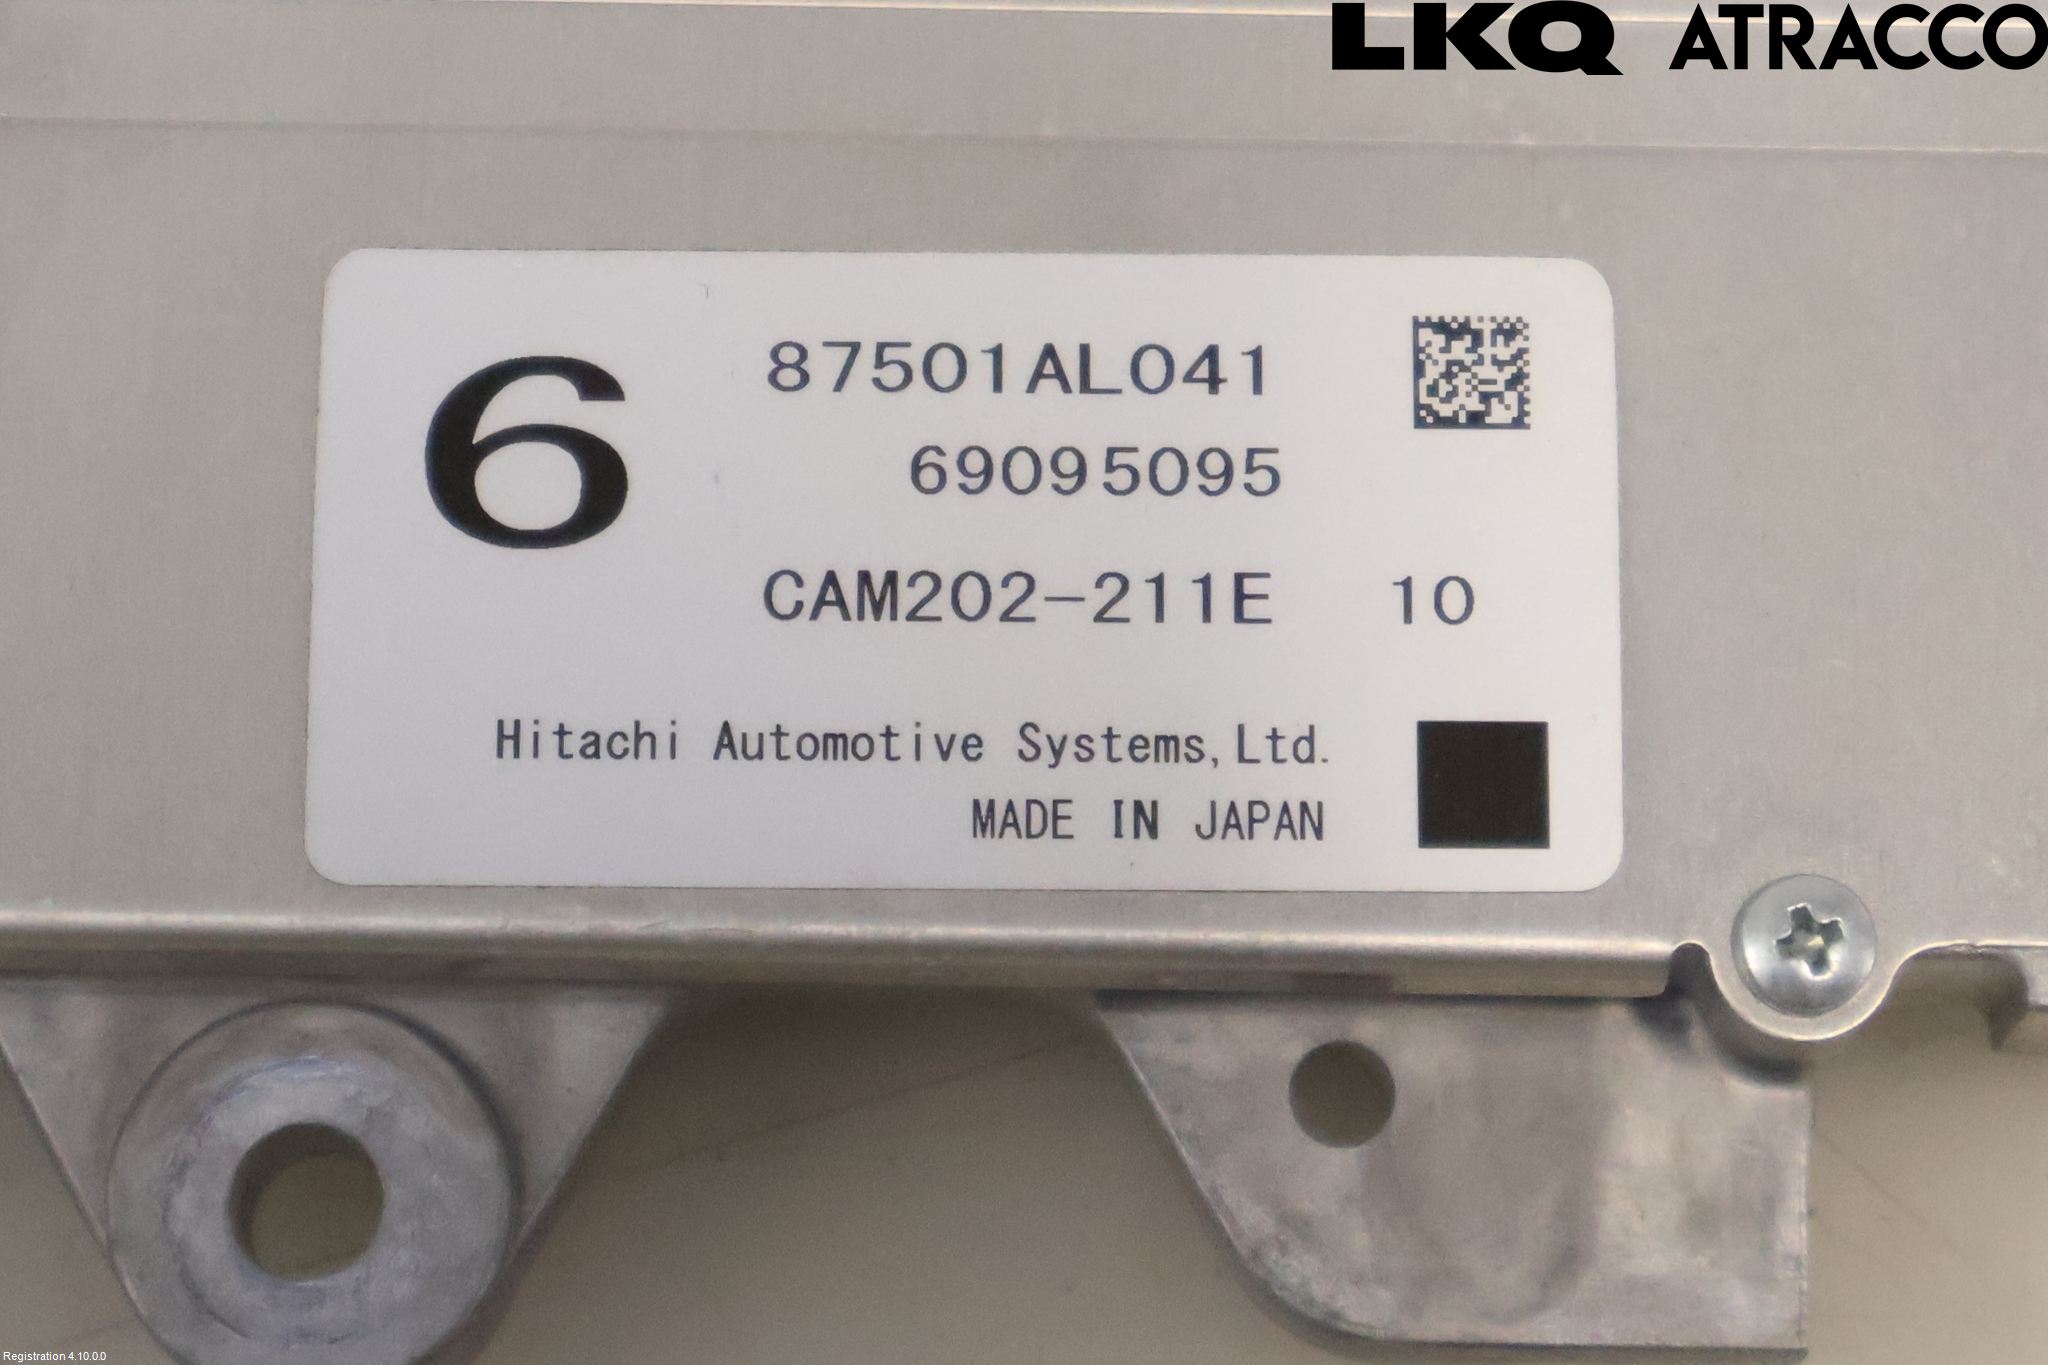 LKQ ATRACCO
6
87501AL041
69095095
CAM202-211E 10
Hitachi Automotive Systems,Ltd.
MADE IN JAPAN
Registration 4.10.0.0